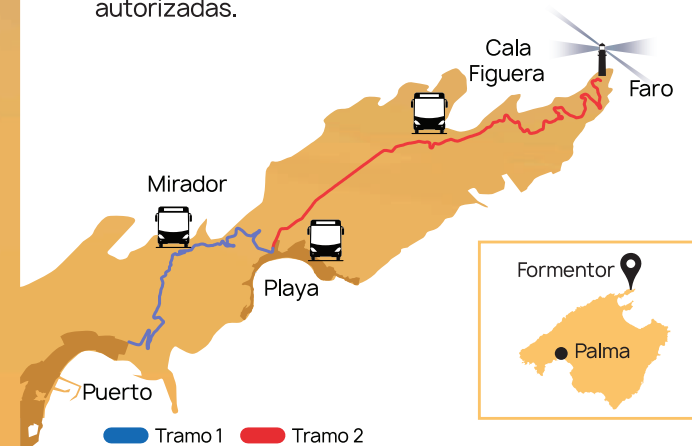 autorizadas.
Cala
Figuera
Faro
Mirador
Playa
Formentor
Palma
Puerto
Tramo 1
Tramo 2